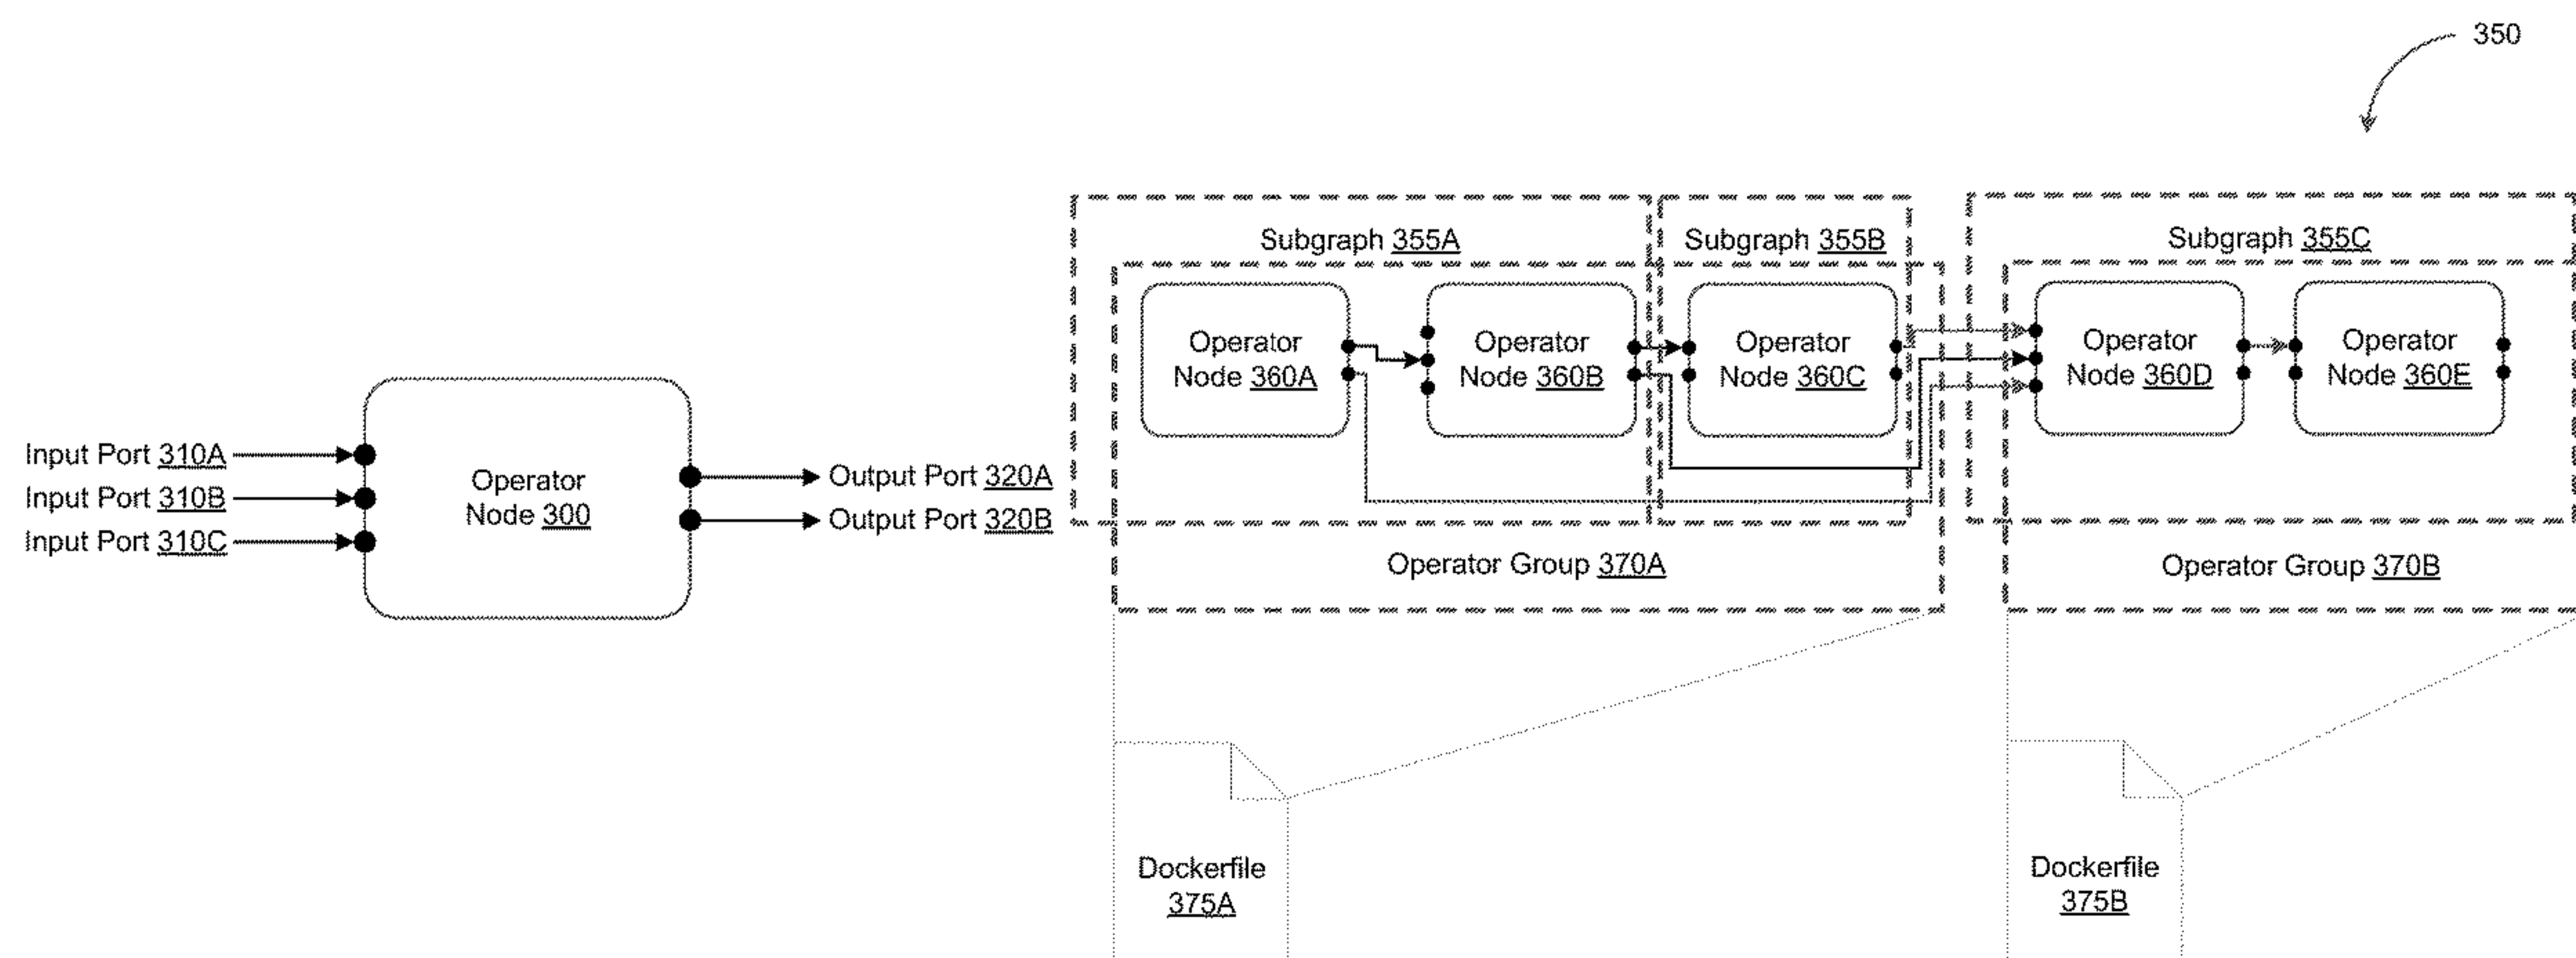 350
Subgraph 355A
Subgraph 355B
Subgraph 355C
Operator
Node 360A
Operator
Node 360B
Operator
Node 360C
Operator
Node 360D
Operator
Node 360E
Input Port 310A
Input Port 310B
Input Port 310C
Operator
Node 300
Output Port 320A
Output Port 320B
Operator Group 370A
Operator Group 370B
Dockerfile
375A
Dockerfile
375B